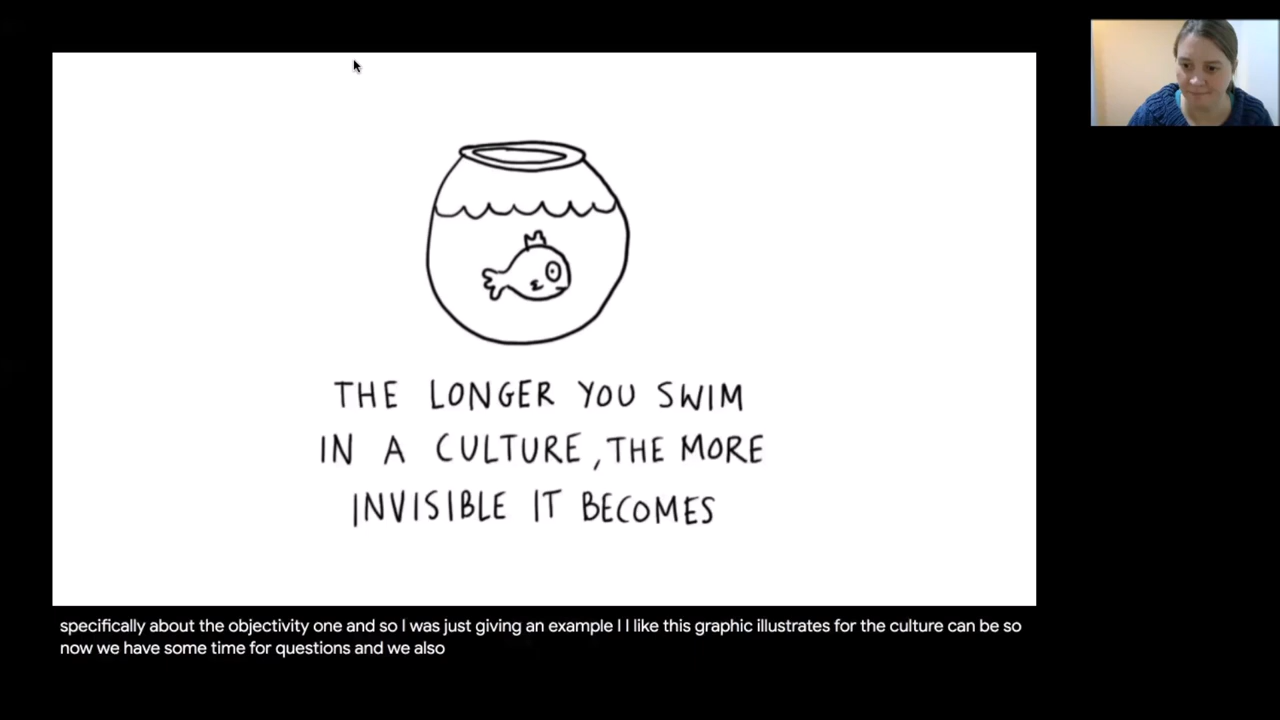 THE LONGER YOU SWIM
IN A CULTURE, THE MORE
INVISIBLE IT BECOMES
specifically about the objectivity one and so I was just giving an example I I like this graphic illustrates for the culture can be so
now we have some time for questions and we also